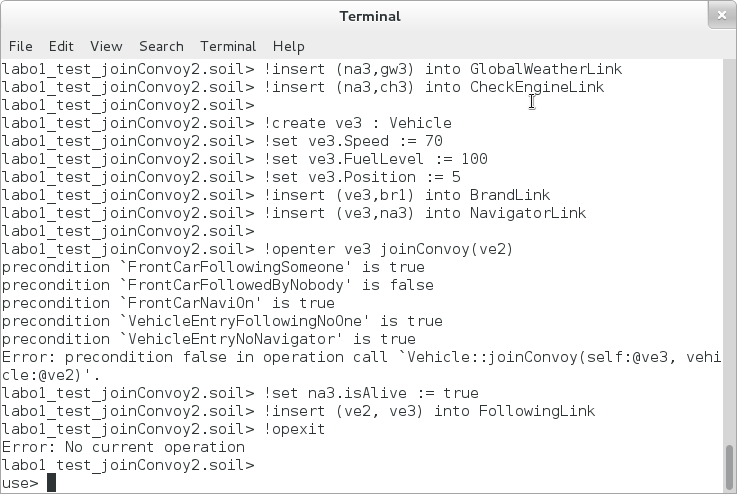 Terminal
File Edit View Search Terminal Help
labo1_test_joinConvoy2.soil> !insert (na3,gw3) into GlobalWeatherLink
labo1_test_joinConvoy2.soil> !insert (na3,ch3) into CheckEngineLink
labo1_test_joinConvoy2.soil>
labo1_test_joinConvoy2.soil> !create ve3 : Vehicle
labo1_test_joinConvoy2.soil> !set ve3.Speed := 70
labo1_test_joinConvoy2.soil> !set ve3.FuelLevel := 100
labo1_test_joinConvoy2.soil> !set ve3.Position := 5
labo1_test_joinConvoy2.soil> !insert (ve3,br1) into BrandLink
labo1_test_joinConvoy2.soil> !insert (ve3,na3) into NavigatorLink
labo1_test_joinConvoy2.soil>
labo1_test_joinConvoy2.soil> !openter ve3 joinConvoy(ve2)
precondition `FrontCarFollowingSomeone' is true
precondition `FrontCarFollowedByNobody' is false
precondition `FrontCarNaviOn' is true
precondition `VehicleEntryFollowingNoOne' is true
precondition `VehicleEntryNoNavigator' is true
Error: precondition false in operation call `Vehicle::joinConvoy(self:@ve3, vehi
cle:@ve2)'.
labo1_test_joinConvoy2.soil> !set na3.isAlive := true
labo1_test_joinConvoy2.soil> !insert (ve2, ve3) into FollowingLink
labo1_test_joinConvoy2.soil> !opexit
Error: No current operation
labo1_test_joinConvoy2.soil>
use>